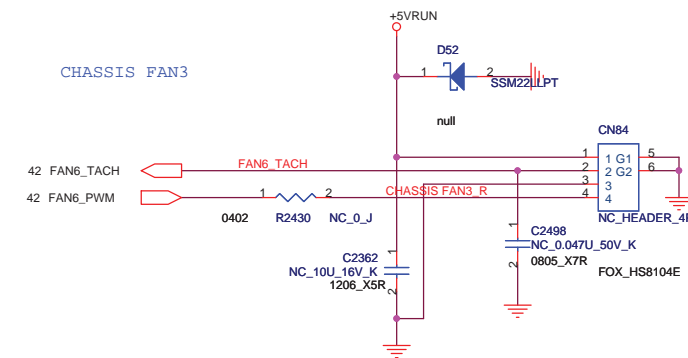 +5VRUN
D52
CHASSIS FAN3
1
2
SSM22LLPT
null
CN84
1
1 G1
5
42 FAN6_TACH
FAN6_TACH
2
2 G2
6
3
3
42 FAN6_PWM
1
2
CHASSIS FAN3_R
4
4
0402
R2430
NC_0_J
NC_HEADER_4P
1
C2498
NC_0.047U_50V_K
2
0805_X7R
FOX_HS8104E
1
C2362
NC_10U_16V_K
1206_X5R
2